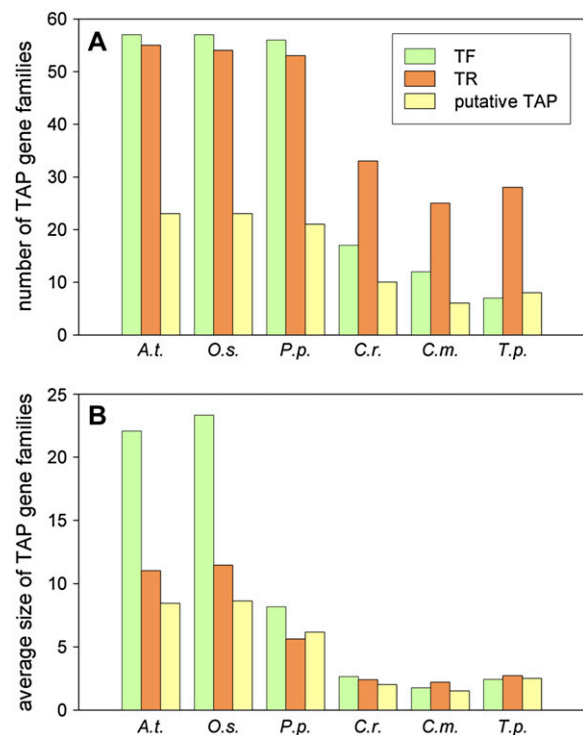 A
number of TAP gene families
60
50
40
30
20
10
0
TF
TR
putative TAP
A.t. O.s. P.p. C.r. C.m. T.p.
B
average size of TAP gene families
25
20
15
10
5
0
A.t. O.s. P.p. C.r. C.m. T.p.